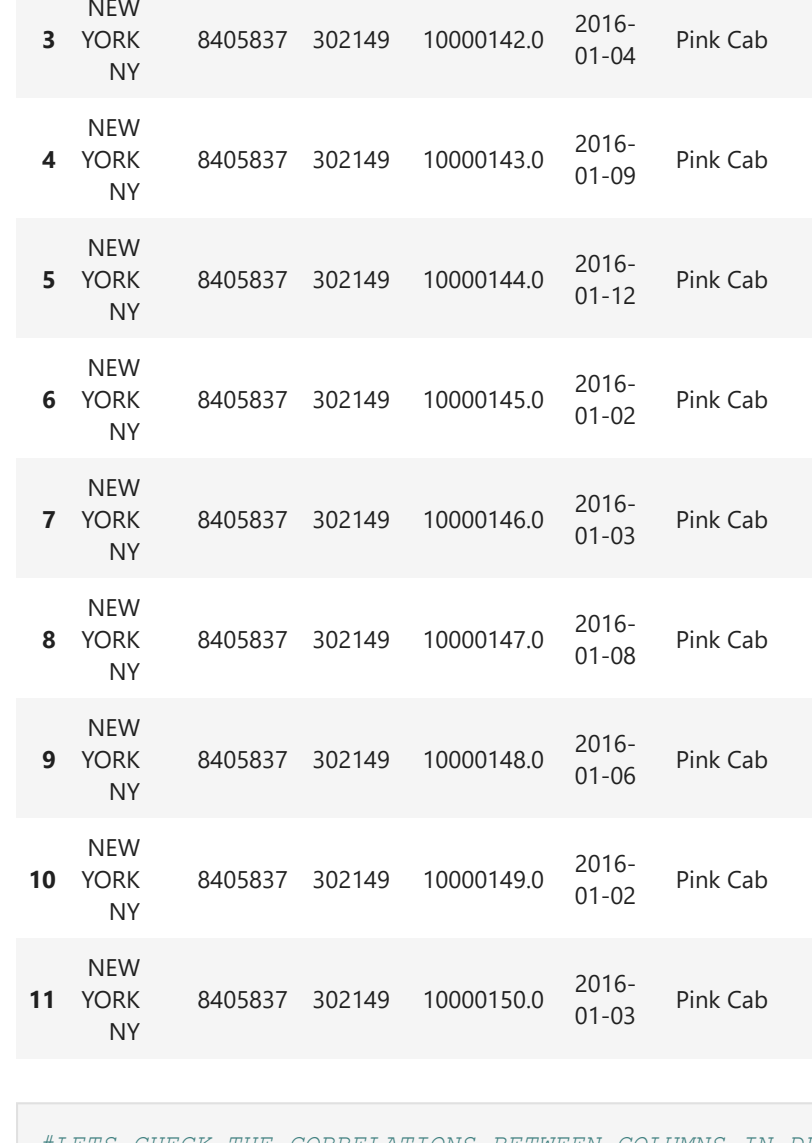 NEW
3 YORK 8405837 302149 10000142.0 2016-01-04 Pink Cab
NY
NEW
4 YORK 8405837 302149 10000143.0 2016-01-09 Pink Cab
NY
NEW
5 YORK 8405837 302149 10000144.0 2016-01-12 Pink Cab
NY
NEW
6 YORK 8405837 302149 10000145.0 2016-01-02 Pink Cab
NY
NEW
7 YORK 8405837 302149 10000146.0 2016-01-03 Pink Cab
NY
NEW
8 YORK 8405837 302149 10000147.0 2016-01-08 Pink Cab
NY
NEW
9 YORK 8405837 302149 10000148.0 2016-01-06 Pink Cab
NY
NEW
10 YORK 8405837 302149 10000149.0 2016-01-02 Pink Cab
NY
NEW
11 YORK 8405837 302149 10000150.0 2016-01-03 Pink Cab
NY
#LETS CHECK THE CORRELATIONS BETWEEN COLUMNS IN